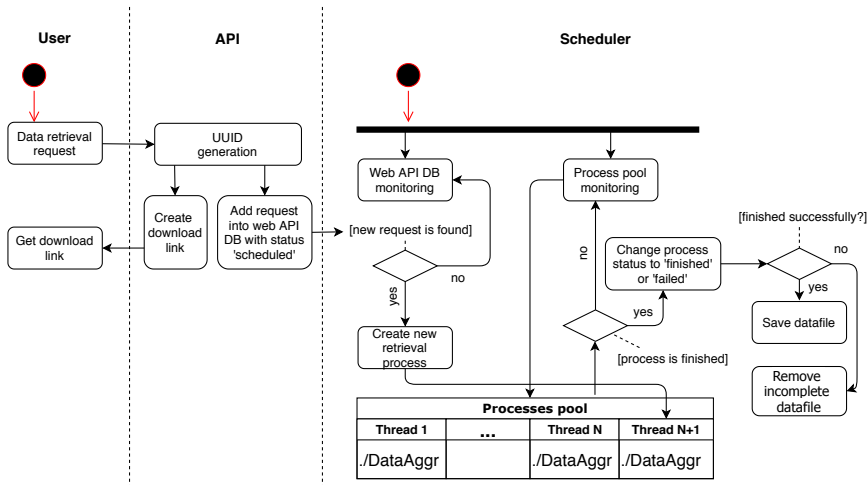 User
API
Scheduler
Data retrieval
request
UUID
generation
Web API DB
monitoring
Process pool
monitoring
Get download
link
Create
download
link
Add request
into web API
DB with status
'scheduled'
[new request is found]
no
yes
Create new
retrieval
process
no
Change process
status to 'finished'
or 'failed'
yes
[process is finished]
[finished successfully?]
no
yes
Save datafile
Remove
incomplete
datafile
Processes pool
Thread 1
...
Thread N
Thread N+1
./DataAggr
./DataAggr
./DataAggr